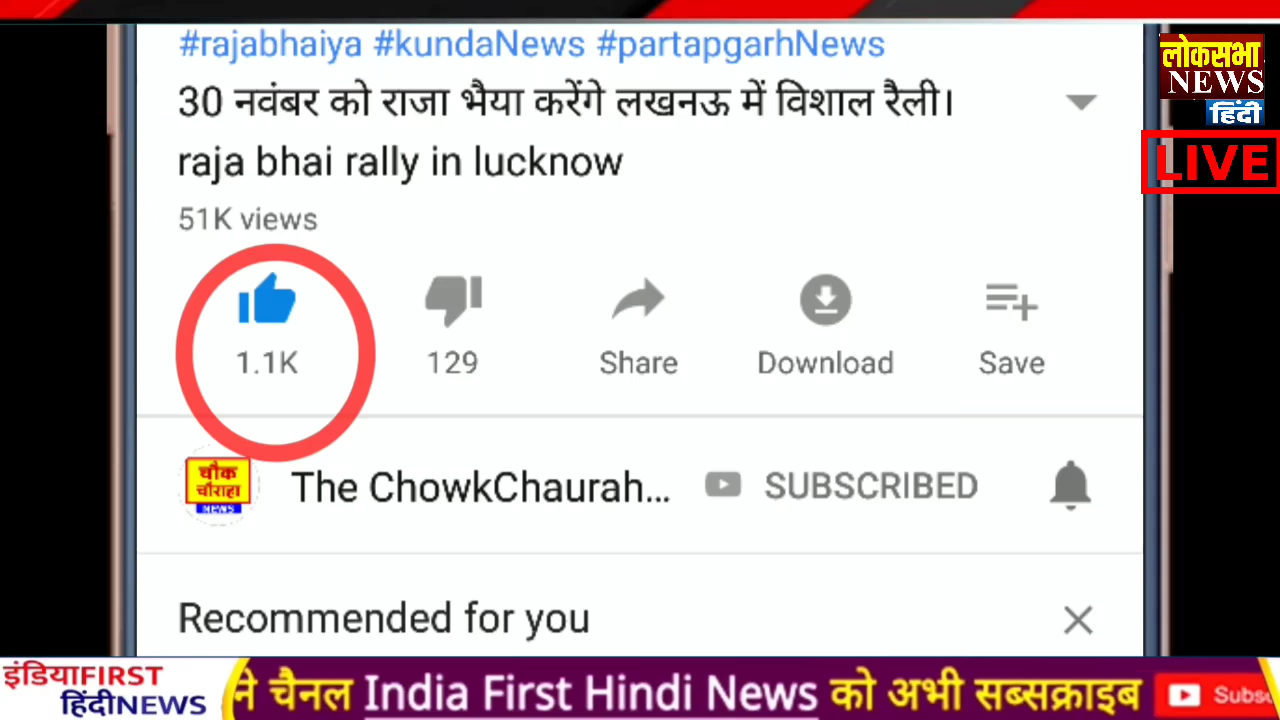 #rajabhaiya #kundaNews #partapgarhNews
30 नवंबर को राजा भैया करेंगे लखनऊ में विशाल रैली।
raja bhai rally in lucknow
51K views
1.1K
129
Share
Download
Save
चौक
चौराहा
NEWS
The ChowkChaurah...
SUBSCRIBED
Recommended for you
लोकसभा
NEWS
हिंदी
LIVE
इंडियाFIRST
हिंदीNEWS
ने चैनल India First Hindi News को अभी सब्सक्राइब
Subsc